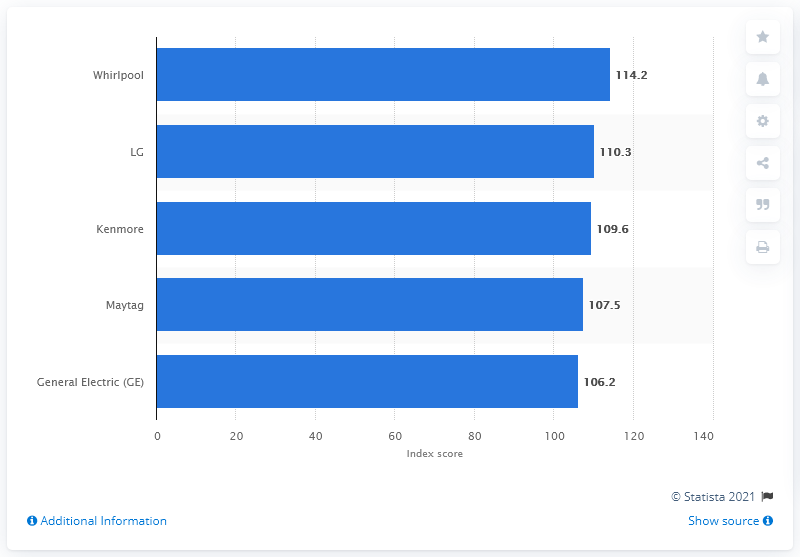 Whirlpool 114.2
LG 110.3
Kenmore 109.6
Maytag 107.5
General Electric (GE) 106.2
0 20 40 60 80 100 120 140
Index score
© Statista 2021
Additional Information Show source